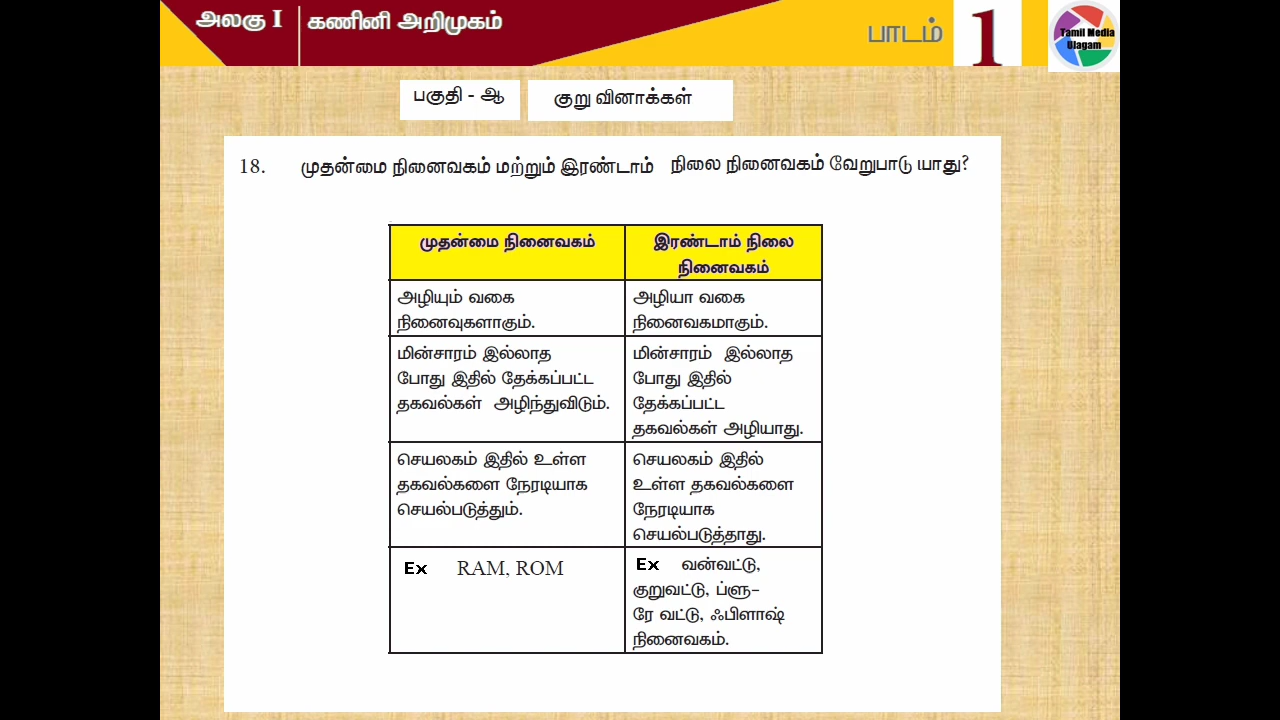 அலகு I கணினி அறிமுகம்
பாடம் 1
Tamil Media
Ulagam
பகுதி - ஆ குறு வினாக்கள்
18. முதன்மை நினைவகம் மற்றும் இரண்டாம் நிலை நினைவகம் வேறுபாடு யாது?
முதன்மை நினைவகம்
இரண்டாம் நிலை
நினைவகம்
அழியும் வகை
நினைவுகளாகும்.
அழியா வகை
நினைவகமாகும்.
மின்சாரம் இல்லாத
போது இதில் தேக்கப்பட்ட
தகவல்கள் அழிந்துவிடும்.
மின்சாரம் இல்லாத
போது இதில்
தேக்கப்பட்ட
தகவல்கள் அழியாது.
செயலகம் இதில் உள்ள
தகவல்களை நேரடியாக
செயல்படுத்தும்.
செயலகம் இதில்
உள்ள தகவல்களை
நேரடியாக
செயல்படுத்தாது.
Ex RAM, ROM
Ex வன்வட்டு,
குறுவட்டு, ப்ளு–
ரே வட்டு, ஃபிளாஷ்
நினைவகம்.